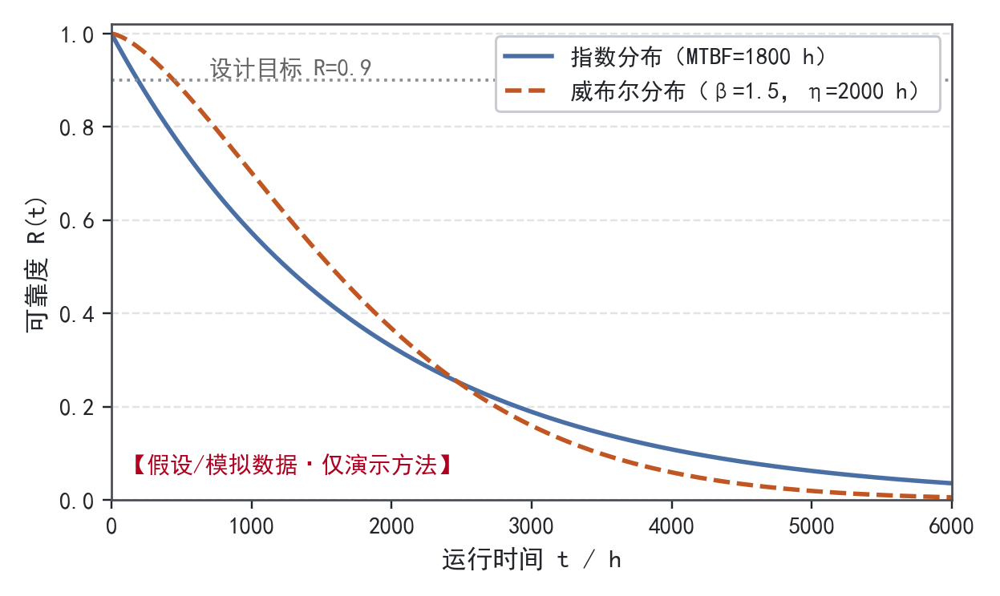 指数分布（MTBF=1800 h）
威布尔分布（β=1.5, η=2000 h）
设计目标 R=0.9
1.0
0.8
0.6
0.4
0.2
0.0
可靠度 R(t)
【假设/模拟数据·仅演示方法】
0 1000 2000 3000 4000 5000 6000
运行时间 t / h